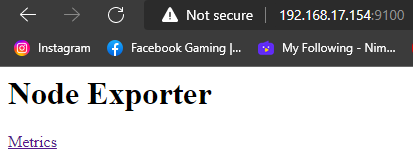 Not secure 192.168.17.154:9100
Instagram Facebook Gaming |... My Following - Nim...
Node Exporter
Metrics